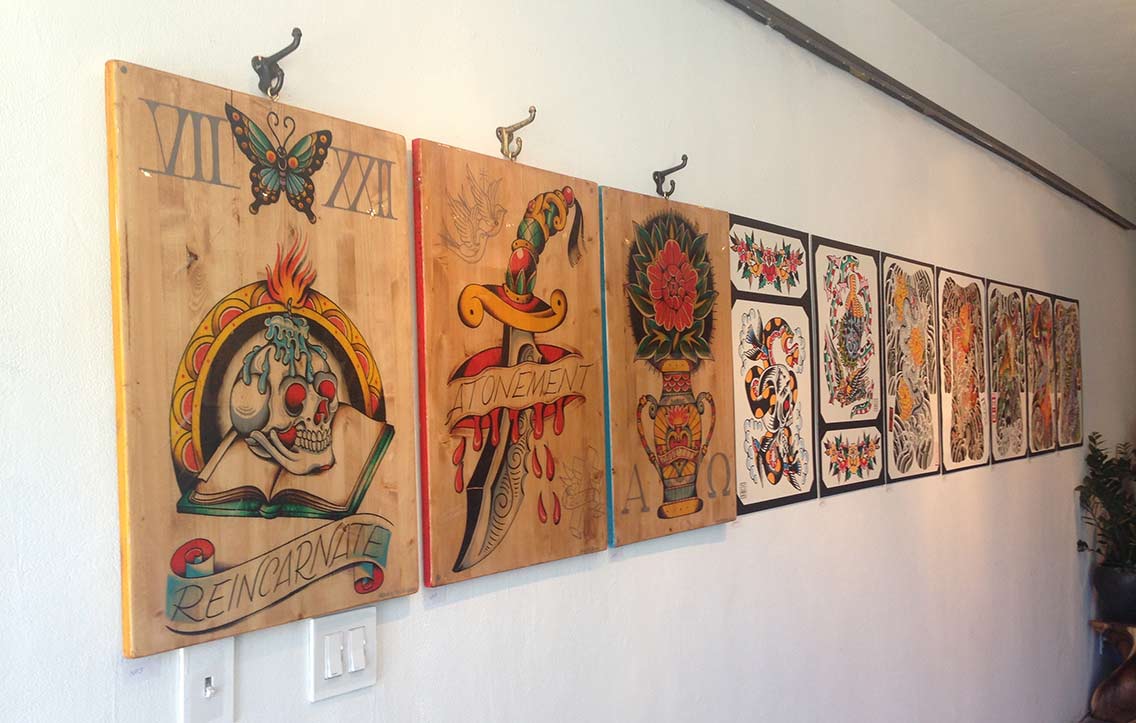 VII
XXII
REINCARNATE
ATONEMENT
A
Ω